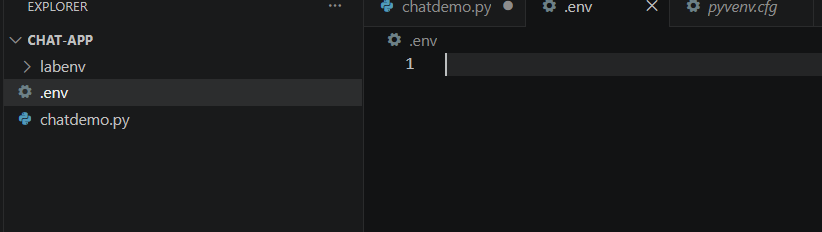 EXPLORER ...
chatdemo.py
.env
pyvenv.cfg
CHAT-APP
labenv
.env
chatdemo.py
.env
1